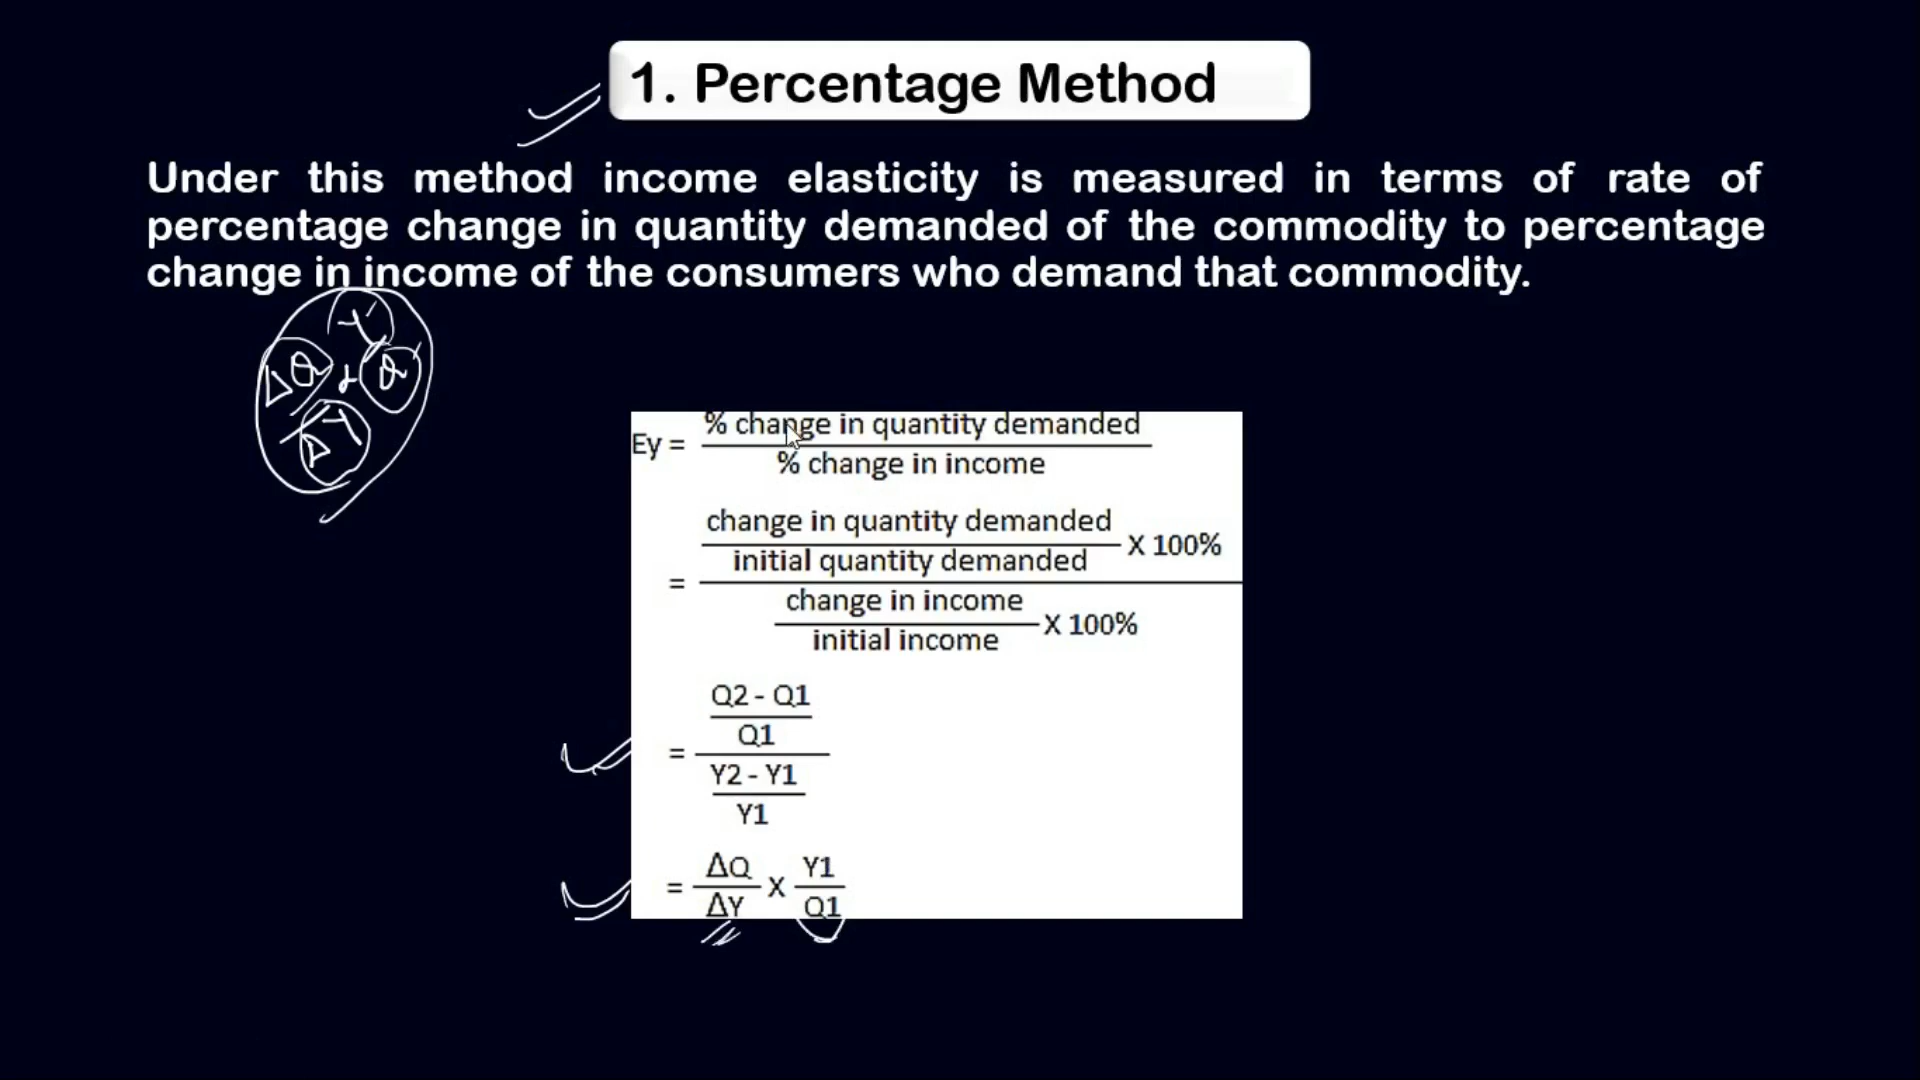 1. Percentage Method
Under this method income elasticity is measured in terms of rate of
percentage change in quantity demanded of the commodity to percentage
change in income of the consumers who demand that commodity.
Y
ΔQ
Q
ΔY
% change in quantity demanded
Ey =
% change in income
change in quantity demanded
X 100%
initial quantity demanded
=
change in income
X 100%
initial income
Q2 - Q1
Q1
=
Y2 - Y1
Y1
ΔQ Y1
= X
ΔY Q1